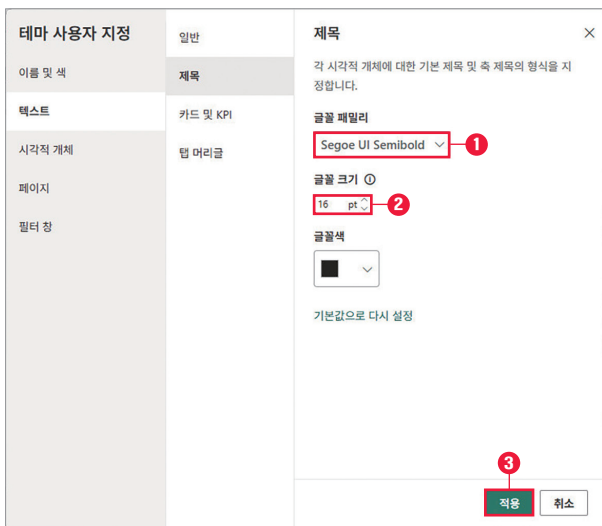 테마 사용자 지정
이름 및 색
텍스트
시각적 개체
페이지
필터 창
일반
제목
카드 및 KPI
탭 머리글
제목
각 시각적 개체에 대한 기본 제목 및 축 제목의 형식을 지
정합니다.
글꼴 패밀리
Segoe UI Semibold
1
글꼴 크기
16 pt
2
글꼴색
기본값으로 다시 설정
3
적용
취소